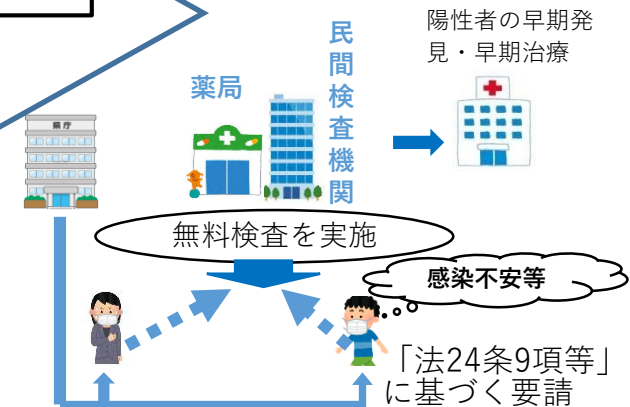 陽性者の早期発
見・早期治療
民間検査機関
薬局
県庁
無料検査を実施
感染不安等
「法24条9項等」
に基づく要請